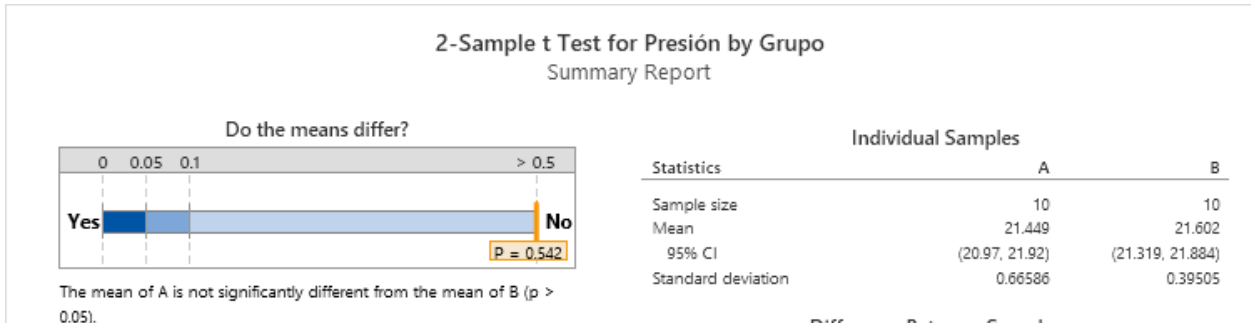 2-Sample t Test for Presión by Grupo
Summary Report
Do the means differ?
0 0.05 0.1 > 0.5
Yes No
P = 0.542
The mean of A is not significantly different from the mean of B (p >
0.05).
Individual Samples
Statistics A B
Sample size 10 10
Mean 21.449 21.602
95% CI (20.97, 21.92) (21.319, 21.884)
Standard deviation 0.66586 0.39505